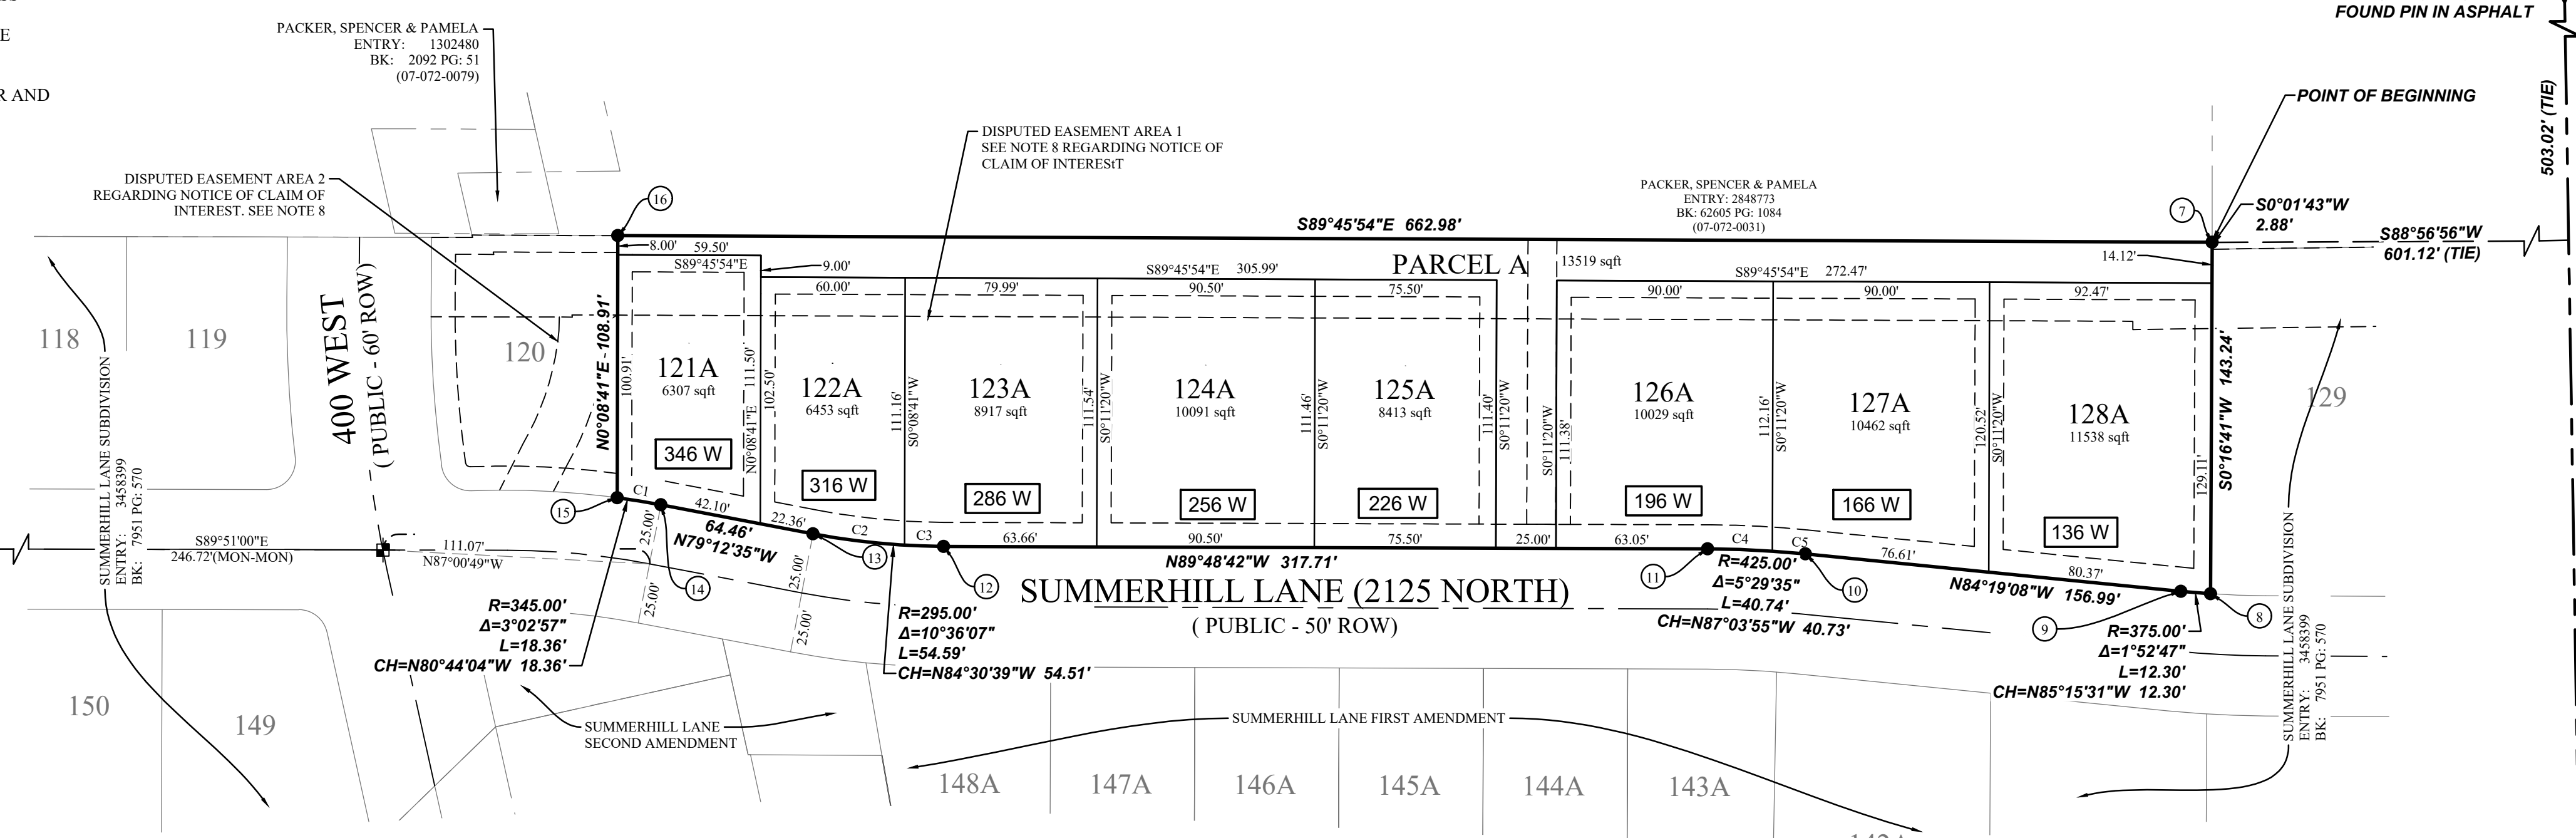 E
R AND
PACKER, SPENCER & PAMELA
ENTRY: 1302480
BK: 2092 PG: 51
(07-072-0079)
FOUND PIN IN ASPHALT
POINT OF BEGINNING
503.02' (TIE)
DISPUTED EASEMENT AREA 1
SEE NOTE 8 REGARDING NOTICE OF
CLAIM OF INTEREStT
DISPUTED EASEMENT AREA 2
REGARDING NOTICE OF CLAIM OF
INTEREST. SEE NOTE 8
PACKER, SPENCER & PAMELA
ENTRY: 2848773
BK: 62605 PG: 1084
(07-072-0031)
16
7
S0°01'43"W
2.88'
S89°45'54"E 662.98'
S88°56'56"W
601.12' (TIE)
8.00'
59.50'
S89°45'54"E
9.00'
S89°45'54"E 305.99'
PARCEL A
13519 sqft
S89°45'54"E 272.47'
14.12'
60.00'
79.99'
90.50'
75.50'
90.00'
90.00'
92.47'
118
119
120
400 WEST
( PUBLIC - 60' ROW)
N0°08'41"E 108.91'
100.91'
121A
6307 sqft
346 W
N0°08'41"E 111.50'
102.50'
122A
6453 sqft
316 W
111.16'
S0°08'41"W
123A
8917 sqft
286 W
111.54'
S0°11'20"W
124A
10091 sqft
256 W
111.46'
S0°11'20"W
125A
8413 sqft
226 W
111.40'
S0°11'20"W
S0°11'20"W
111.38'
126A
10029 sqft
196 W
112.16'
S0°11'20"W
127A
10462 sqft
166 W
120.52'
S0°11'20"W
128A
11538 sqft
136 W
129.11'
S0°16'41"W 143.24'
129
SUMMERHILL LANE SUBDIVISION
ENTRY: 3458399
BK: 7951 PG: 570
S89°51'00"E
246.72'(MON-MON)
111.07'
N87°00'49"W
15
C1
14
42.10'
64.46'
N79°12'35"W
22.36'
13
C2
C3
12
63.66'
90.50'
75.50'
25.00'
63.05'
N89°48'42"W 317.71'
11
C4
C5
10
76.61'
80.37'
N84°19'08"W 156.99'
9
8
25.00'
25.00'
25.00'
25.00'
SUMMERHILL LANE (2125 NORTH)
( PUBLIC - 50' ROW)
R=345.00'
Δ=3°02'57"
L=18.36'
CH=N80°44'04"W 18.36'
R=295.00'
Δ=10°36'07"
L=54.59'
CH=N84°30'39"W 54.51'
R=425.00'
Δ=5°29'35"
L=40.74'
CH=N87°03'55"W 40.73'
R=375.00'
Δ=1°52'47"
L=12.30'
CH=N85°15'31"W 12.30'
SUMMERHILL LANE SUBDIVISION
ENTRY: 3458399
BK: 7951 PG: 570
150
149
SUMMERHILL LANE
SECOND AMENDMENT
SUMMERHILL LANE FIRST AMENDMENT
148A
147A
146A
145A
144A
143A